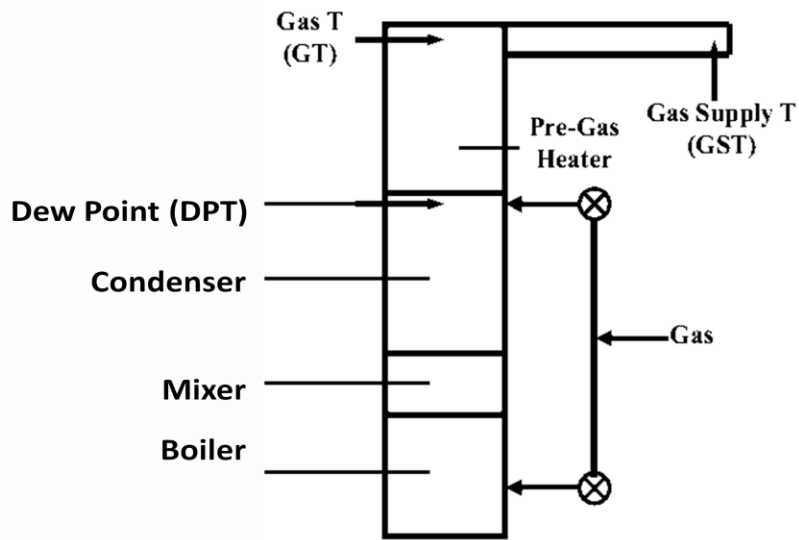 Gas T
(GT)
Gas Supply T
(GST)
Pre-Gas
Heater
Dew Point (DPT)
Condenser
Gas
Mixer
Boiler